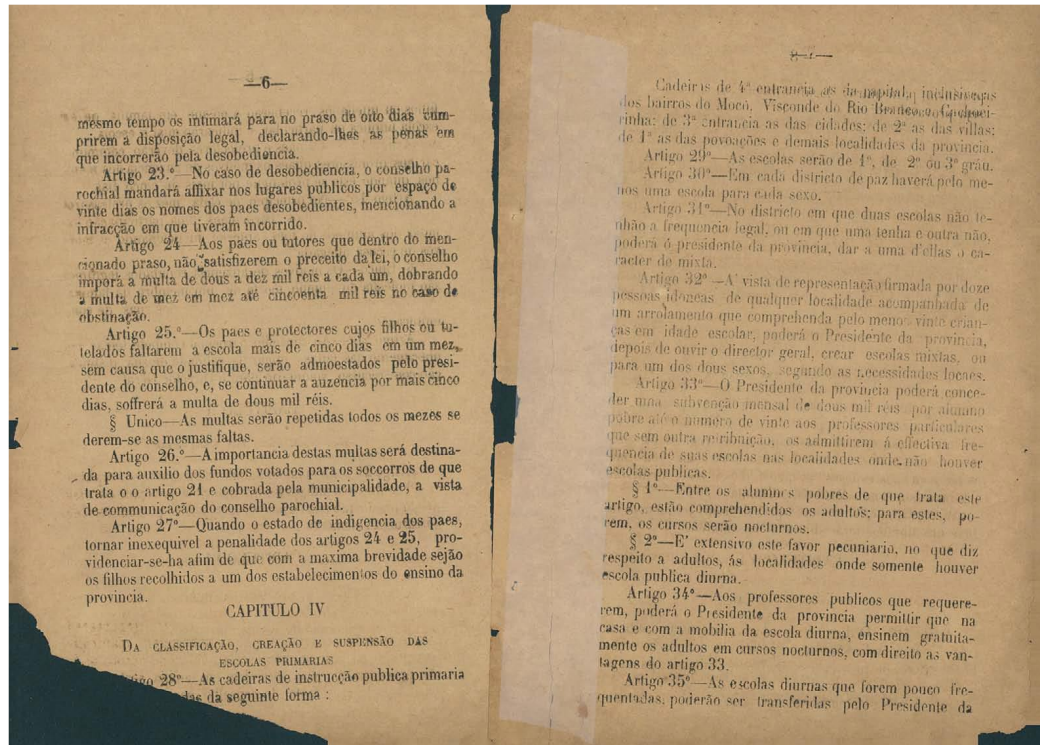 —6—
mesmo tempo os intimará para no praso de oito dias cum-
prirem a disposição legal, declarando-lhes as penas em
que incorrerão pela desobediencia.
Artigo 23.º—No caso de desobediencia, o conselho pa-
rochial mandará affixar nos lugares publicos por espaço de
vinte dias os nomes dos paes desobedientes, mencionando a
infracção em que tiveram incorrido.
Artigo 24—Aos paes ou tutores que dentro do men-
cionado praso, não satisfizerem o preceito da lei, o conselho
imporá a multa de dous a dez mil reis a cada um, dobrando
a multa de mez em mez até cincoenta mil reis no caso de
obstinação.
Artigo 25.º—Os paes e protectores cujos filhos ou tu-
telados faltarem a escola mais de cinco dias em um mez,
sem causa que o justifique, serão admoestados pelo presi-
dente do conselho, e, se continuar a auzencia por mais cinco
dias, soffrerá a multa de dous mil réis.
§ Unico—As multas serão repetidas todos os mezes se
derem-se as mesmas faltas.
Artigo 26.º—A importancia destas multas será destina-
da para auxilio dos fundos votados para os soccorros de que
trata o o artigo 21 e cobrada pela municipalidade, a vista
de communicação do conselho parochial.
Artigo 27º—Quando o estado de indigencia dos paes,
tornar inexequivel a penalidade dos artigos 24 e 25, pro-
videnciar-se-ha afim de que com a maxima brevidade sejão
os filhos recolhidos a um dos estabelecimentos do ensino da
provincia.
CAPITULO IV
DA CLASSIFICAÇÃO, CREAÇÃO E SUSPENSÃO DAS
ESCOLAS PRIMARIAS
28º—As cadeiras de instrucção publica primaria
da seguinte forma :
Cadeiras de 4ª entrancia as da capital, inclusive as
dos bairros do Mocó, Visconde do Rio Branco e Cachoei-
rinha; de 3ª entrancia as das cidades; de 2ª as das villas;
de 1ª as das povoações e demais localidades da provincia.
Artigo 29º—As escolas serão de 1º, de 2º ou 3º gráu.
Artigo 30º—Em cada districto de paz haverá pelo me-
nos uma escola para cada sexo.
Artigo 31º—No districto em que duas escolas não te-
nhão a frequencia legal, ou em que uma tenha e outra não,
poderá o presidente da provincia, dar a uma d'ellas o ca-
racter de mixta.
Artigo 32º—A' vista de representação firmada por doze
pessoas idoneas de qualquer localidade acompanhada de
um arrolamento que comprehenda pelo menos vinte crian-
ças em idade escolar, poderá o Presidente da provincia,
depois de ouvir o director geral, crear escolas mixtas, ou
para um dos dous sexos, segundo as necessidades locaes.
Artigo 33º—O Presidente da provincia poderá conce-
der uma subvenção mensal de dous mil réis por alumno
pobre até o numero de vinte aos professores particulares
que sem outra retribuição, os admittirem á effectiva fre-
quencia de suas escolas nas localidades onde não houver
escolas publicas.
§ 1º—Entre os alumnos pobres de que trata este
artigo, estão comprehendidos os adultos; para estes, po-
rem, os cursos serão nocturnos.
§ 2º—E' extensivo este favor pecuniario, no que diz
respeito a adultos, ás localidades onde somente houver
escola publica diurna.
Artigo 34º—Aos professores publicos que requere-
rem, poderá o Presidente da provincia permittir que na
casa e com a mobilia da escola diurna, ensinem gratuita-
mente os adultos em cursos nocturnos, com direito as van-
tagens do artigo 33.
Artigo 35º—As escolas diurnas que forem pouco fre-
quentadas, poderão ser transferidas pelo Presidente da